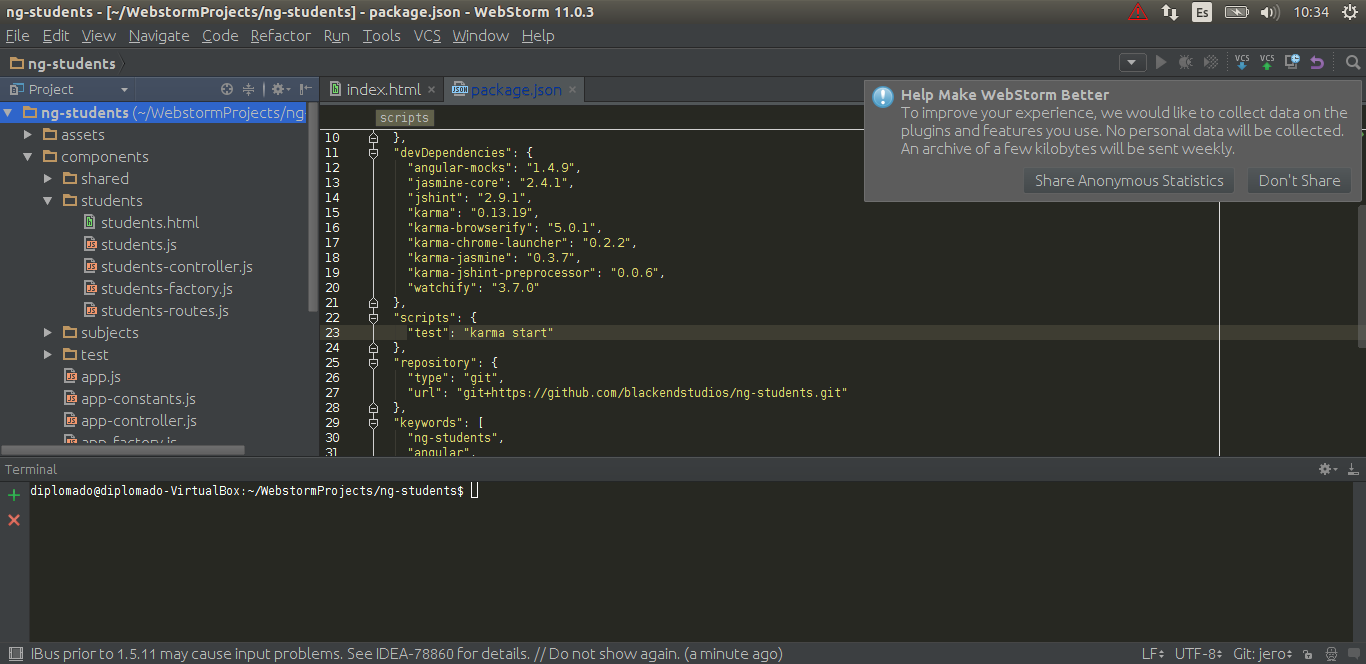 ng-students - [~/WebstormProjects/ng-students] - package.json - WebStorm 11.0.3
Es
10:34
File Edit View Navigate Code Refactor Run Tools VCS Window Help
ng-students
VCS VCS
Project
index.html
package.json
ng-students (~/WebstormProjects/ng-
assets
components
shared
students
students.html
students.js
students-controller.js
students-factory.js
students-routes.js
subjects
test
app.js
app-constants.js
app-controller.js
app-factory.js
scripts
10 },
11 "devDependencies": {
12 "angular-mocks": "1.4.9",
13 "jasmine-core": "2.4.1",
14 "jshint": "2.9.1",
15 "karma": "0.13.19",
16 "karma-browserify": "5.0.1",
17 "karma-chrome-launcher": "0.2.2",
18 "karma-jasmine": "0.3.7",
19 "karma-jshint-preprocessor": "0.0.6",
20 "watchify": "3.7.0"
21 },
22 "scripts": {
23 "test": "karma start"
24 },
25 "repository": {
26 "type": "git",
27 "url": "git+https://github.com/blackendstudios/ng-students.git"
28 },
29 "keywords": [
30 "ng-students",
31 "angular",
Help Make WebStorm Better
To improve your experience, we would like to collect data on the
plugins and features you use. No personal data will be collected.
An archive of a few kilobytes will be sent weekly.
Share Anonymous Statistics
Don't Share
Terminal
diplomado@diplomado-VirtualBox:~/WebstormProjects/ng-students$
IBus prior to 1.5.11 may cause input problems. See IDEA-78860 for details. // Do not show again. (a minute ago)
LF UTF-8 Git: jero